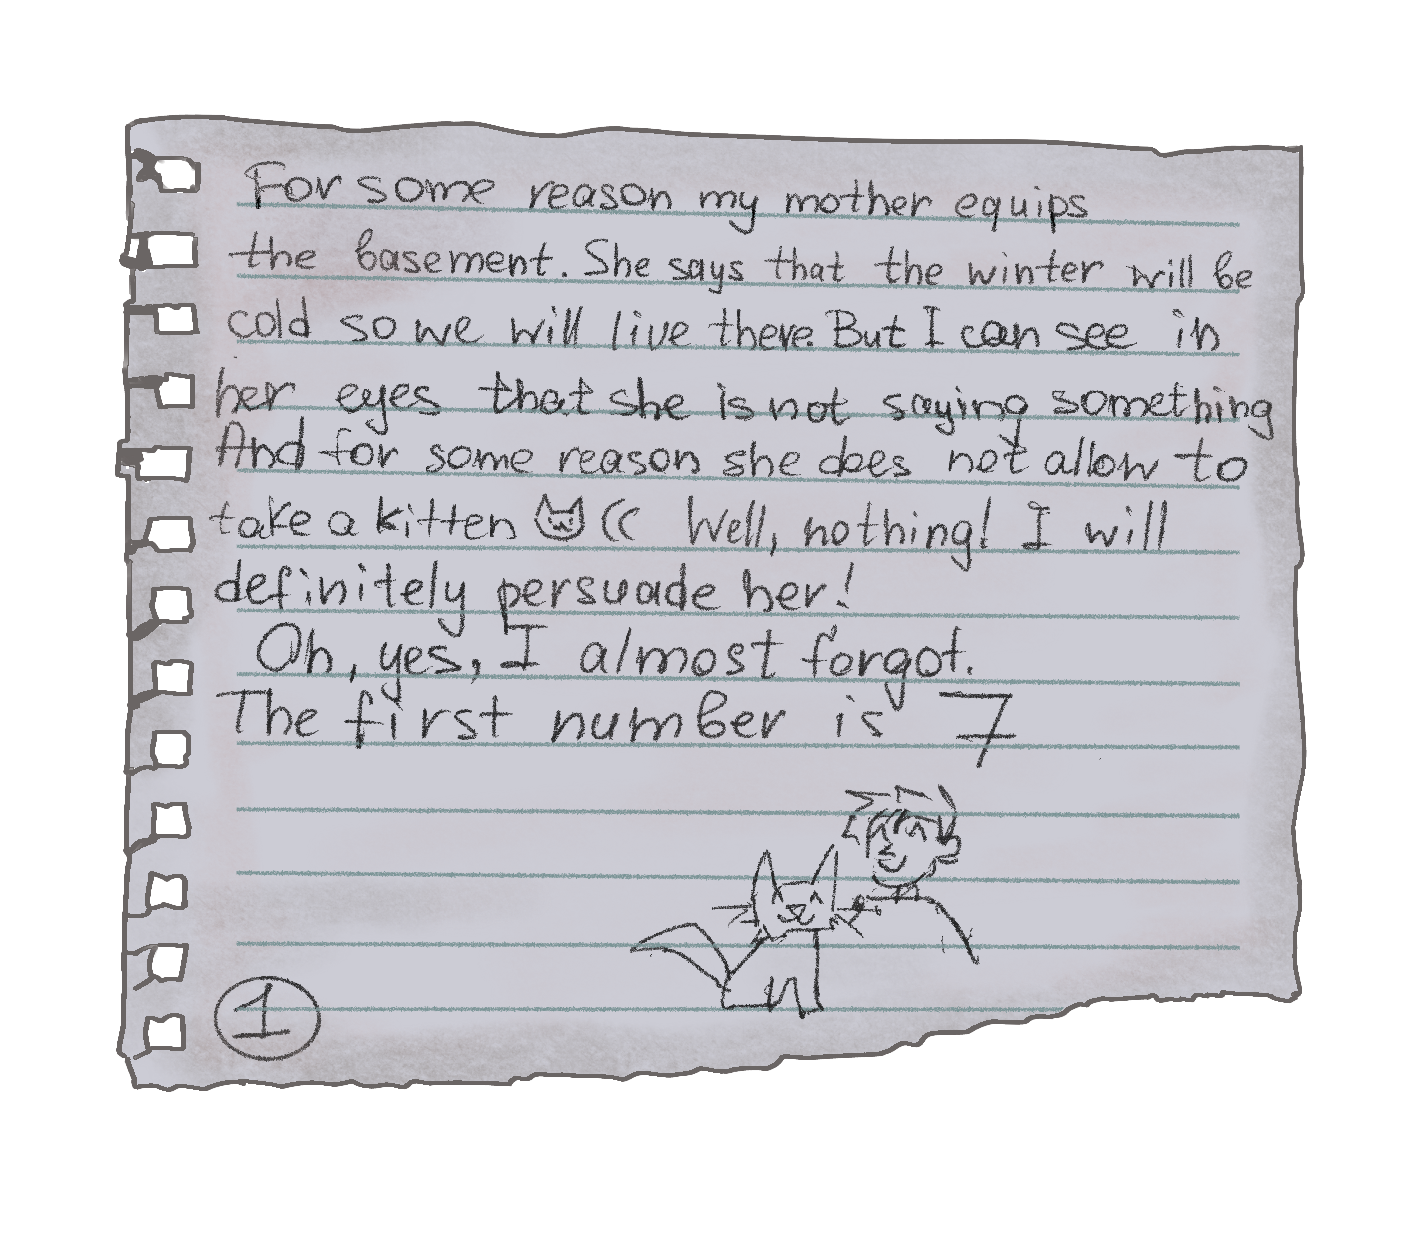 For some reason my mother equips
the basement. She says that the winter will be
cold so we will live there. But I can see in
her eyes that she is not saying something
And for some reason she does not allow to
take a kitten (( Well, nothing! I will
definitely persuade her!
Oh, yes, I almost forgot.
The first number is 7
1